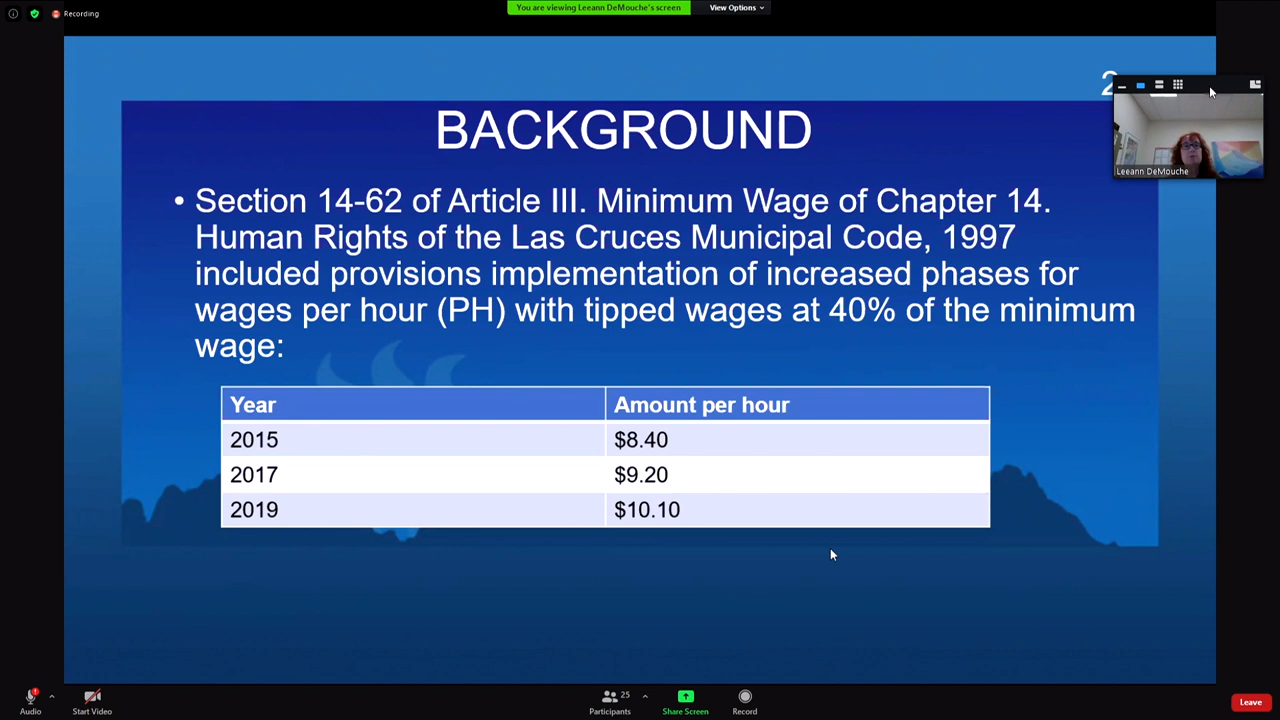 Recording
You are viewing Leeann DeMouche's screen
View Options
2
BACKGROUND
• Section 14-62 of Article III. Minimum Wage of Chapter 14.
Human Rights of the Las Cruces Municipal Code, 1997
included provisions implementation of increased phases for
wages per hour (PH) with tipped wages at 40% of the minimum
wage:
Year Amount per hour
2015 $8.40
2017 $9.20
2019 $10.10
Leeann DeMouche
Audio
Start Video
25
Participants
Share Screen
Record
Leave